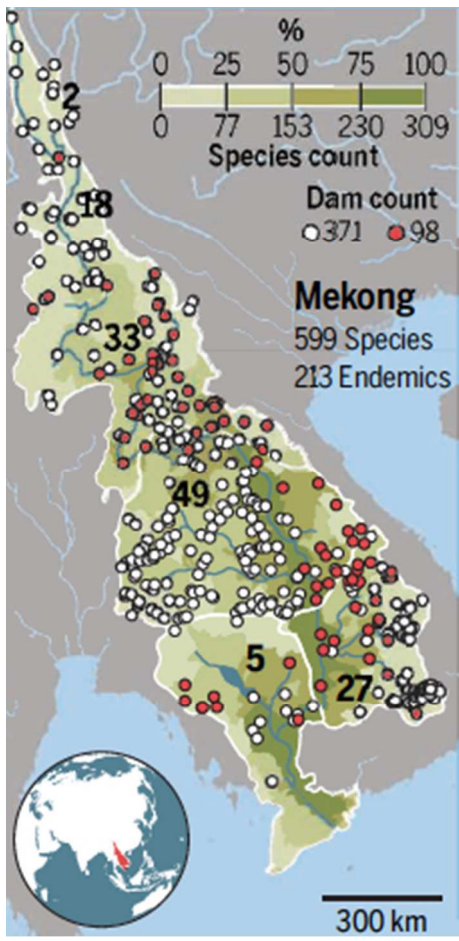 %
0 25 50 75 100
0 77 153 230 309
Species count
Dam count
371 98
Mekong
599 Species
213 Endemics
2
18
33
49
5
27
300 km